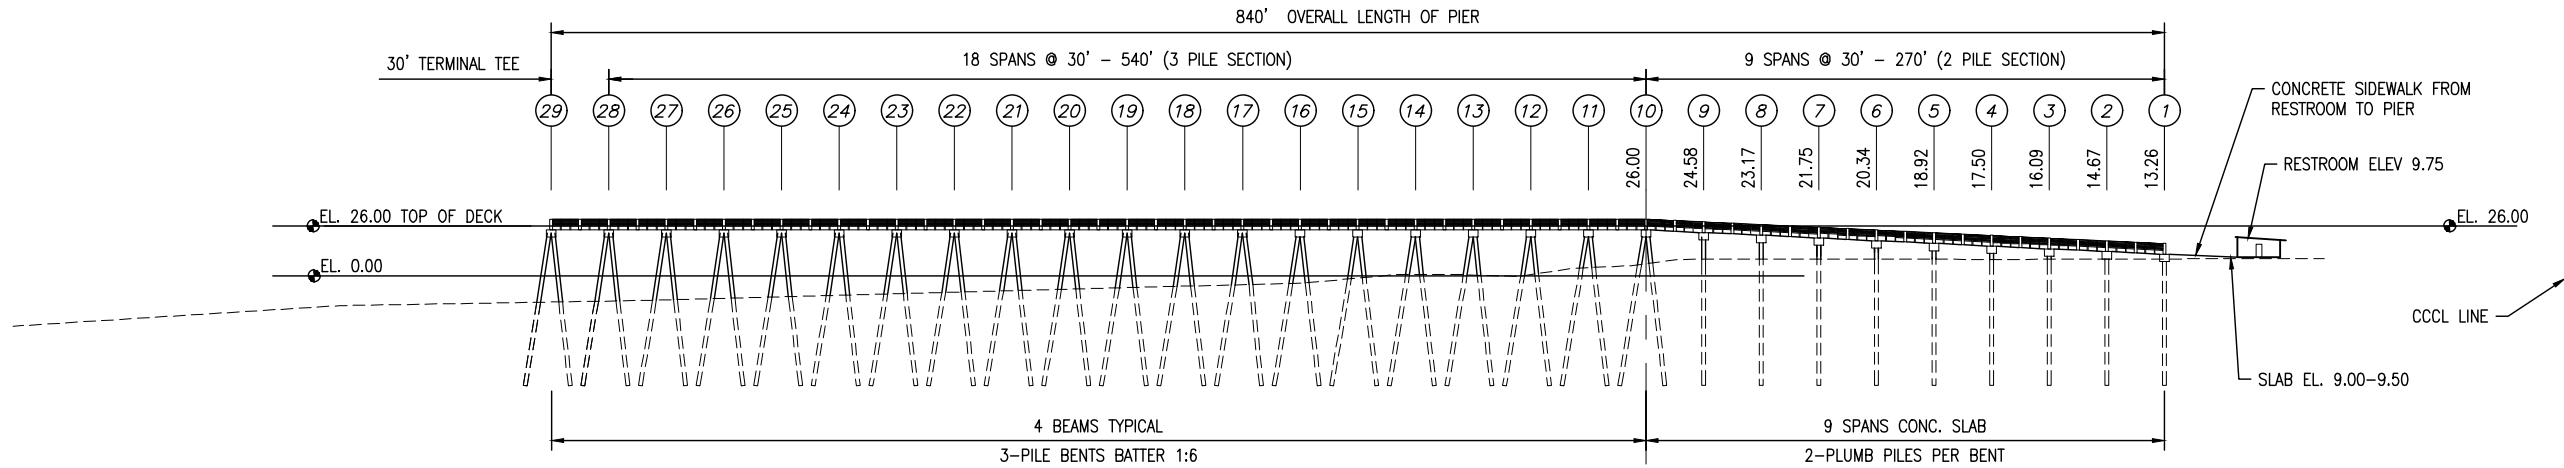 840'  OVERALL LENGTH OF PIER
30' TERMINAL TEE
18 SPANS @ 30' - 540' (3 PILE SECTION)
9 SPANS @ 30' - 270' (2 PILE SECTION)
29 28 27 26 25 24 23 22 21 20 19 18 17 16 15 14 13 12 11 10 9 8 7 6 5 4 3 2 1
26.00
24.58
23.17
21.75
20.34
18.92
17.50
16.09
14.67
13.26
CONCRETE SIDEWALK FROM
RESTROOM TO PIER
RESTROOM ELEV 9.75
EL. 26.00 TOP OF DECK
EL. 26.00
EL. 0.00
CCCL LINE
SLAB EL. 9.00-9.50
4 BEAMS TYPICAL
3-PILE BENTS BATTER 1:6
9 SPANS CONC. SLAB
2-PLUMB PILES PER BENT